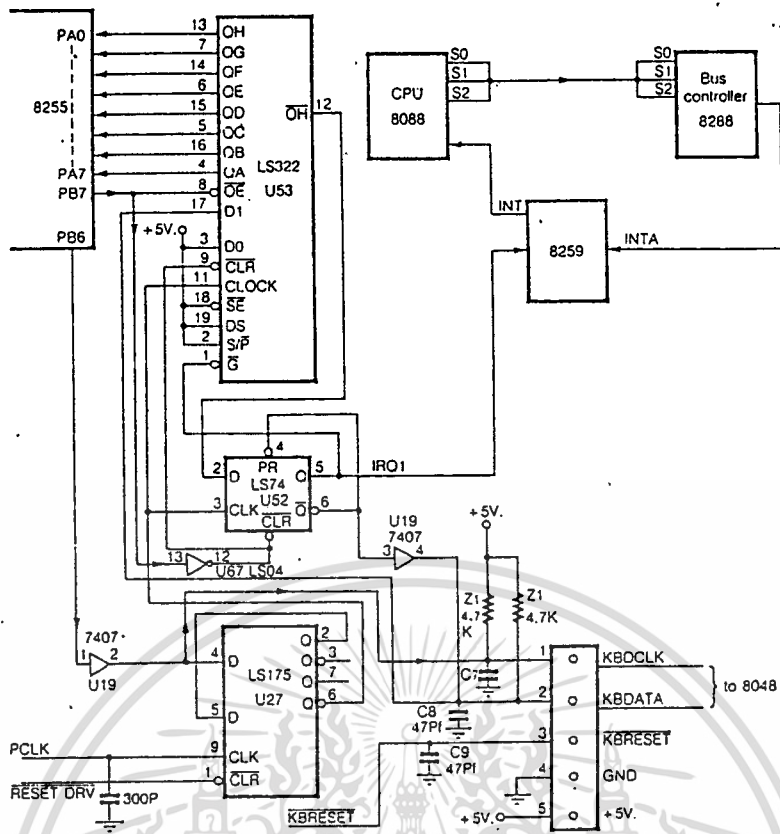 PA0
8255
PA7
PB7
PB6
13 OH
7 OG
14 OF
6 OE
15 OD
5 OC
16 OB
4 OA
8 OE
17 D1
+5V.
3 D0
9 CLR
11 CLOCK
18 SE
19 DS
2 S/P
1 G
OH 12
LS322
U53
CPU
8088
S0
S1
S2
S0
S1
S2
Bus
controller
8288
INT
8259
INTA
4
PR
2 D
Q 5
LS74
U52
3 CLK
Q 6
CLR
IRQ1
13 12
U67 LS04
U19
7407
3 4
+5V.
Z1
4.7
K
Z1
4.7K
7407
1 2
U19
4 D
5 D
LS175
U27
Q 2
Q 3
Q 7
Q 6
9 CLK
1 CLR
PCLK
RESET DRV
300P
C7
C8
47Pf
C9
47Pf
KBRESET
1 KBDCLK
2 KBDATA
3 KBRESET
4 GND
5 +5V.
+5V.
to 8048